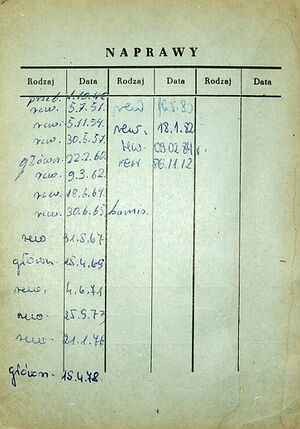 NAPRAWY
Rodzaj Data Rodzaj Data Rodzaj Data
rew. 5.7.51. rew 16.5.80
rew. 5.11.54. rew. 18.1.82
rew. 30.5.57. rew. 09.02.84.
główn. 22.2.60. rew 86.11.12
rew. 9.3.62.
rew. 18.6.64.
rew. 30.6.65
rew 31.5.67
główn. 15.4.69
rew. 4.6.71
rew. 25.9.73
rew. 21.1.76
główn. 15.4.78